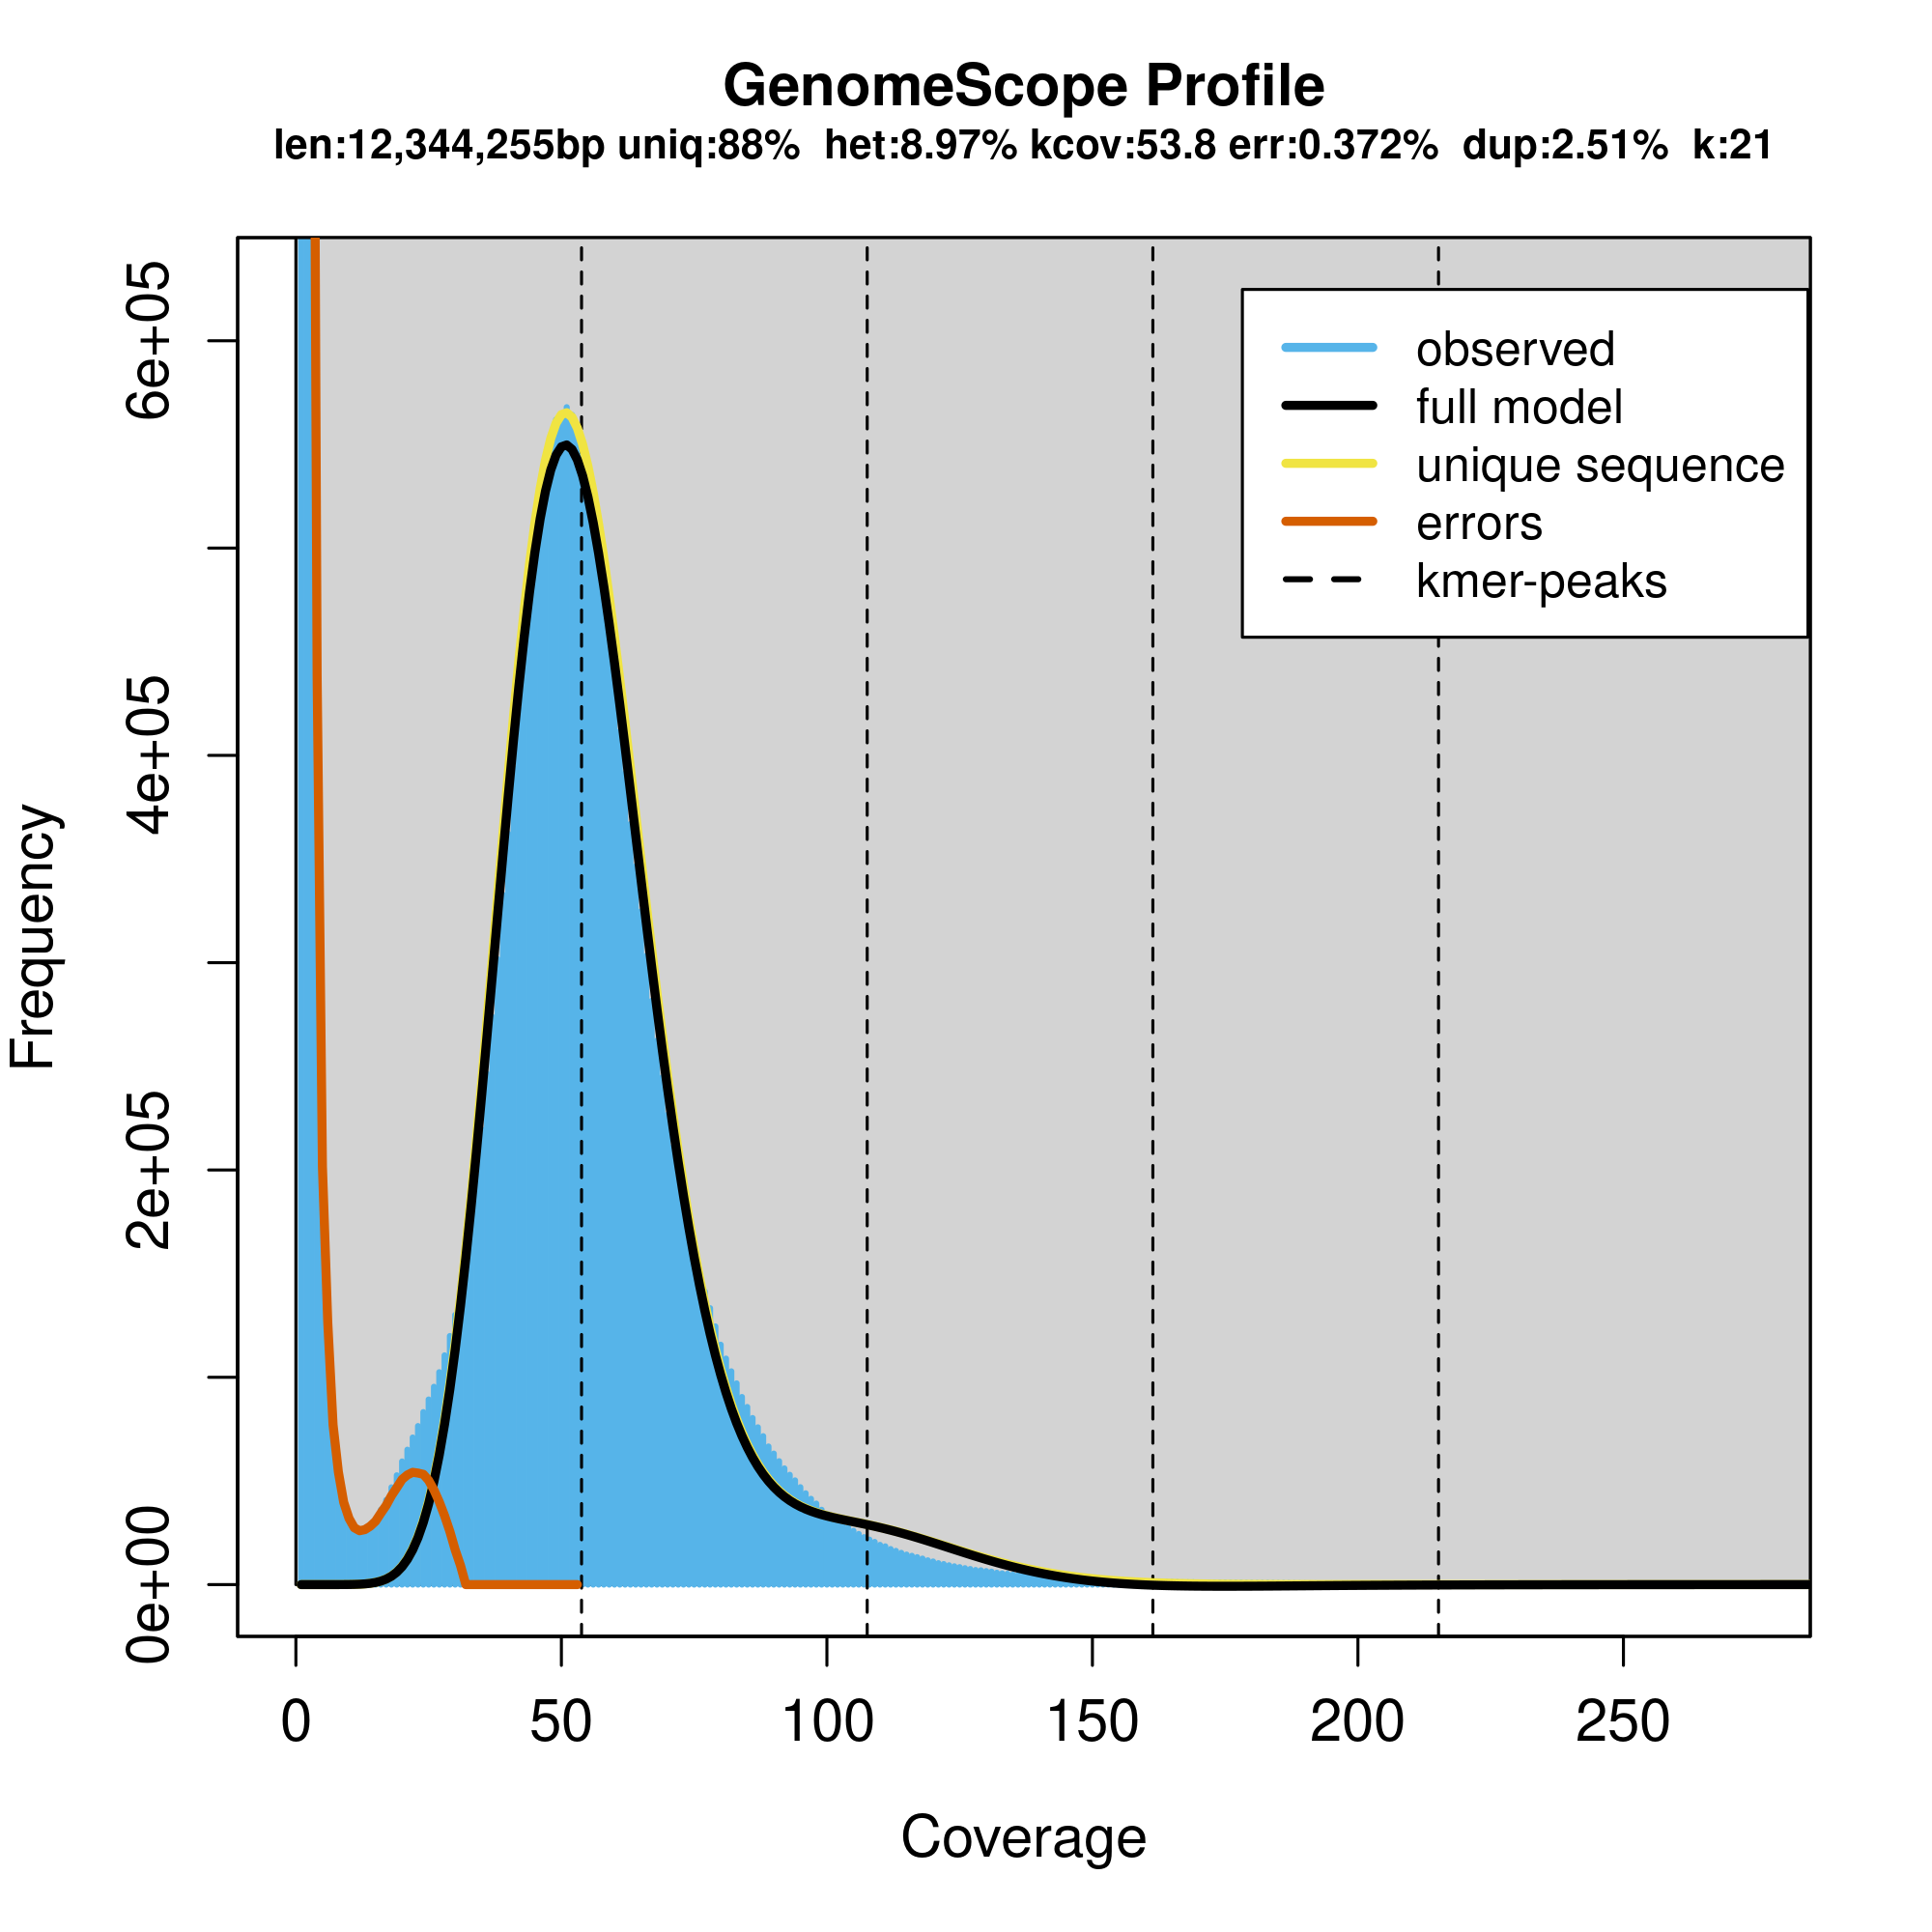 GenomeScope Profile
len:12,344,255bp uniq:88% het:8.97% kcov:53.8 err:0.372% dup:2.51% k:21
observed
full model
unique sequence
errors
kmer-peaks
Frequency
6e+05
4e+05
2e+05
0e+00
0 50 100 150 200 250
Coverage